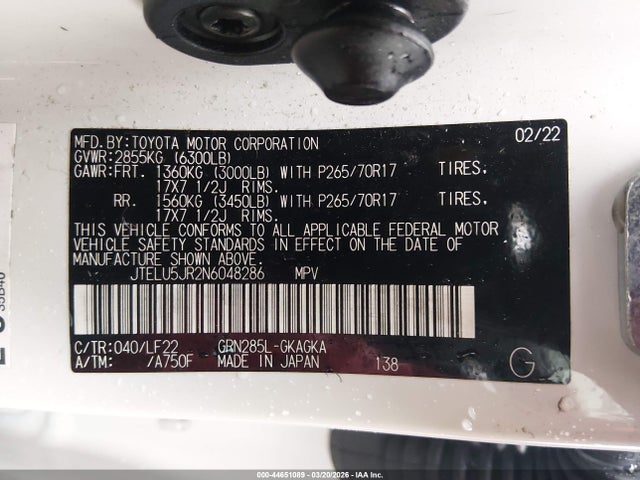 MFD. BY: TOYOTA MOTOR CORPORATION 02/22
GVWR: 2855KG (6300LB)
GAWR: FRT. 1360KG (3000LB) WITH P265/70R17 TIRES,
17X7 1/2J RIMS.
RR. 1560KG (3450LB) WITH P265/70R17 TIRES,
17X7 1/2J RIMS.
THIS VEHICLE CONFORMS TO ALL APPLICABLE FEDERAL MOTOR
VEHICLE SAFETY STANDARDS IN EFFECT ON THE DATE OF
MANUFACTURE SHOWN ABOVE.
JTELU5JR2N6048286 MPV
C/TR: 040/LF22 GRN285L-GKAGKA
A/TM: /A750F MADE IN JAPAN 138 G
000-44651089 - 03/20/2026 - IAA Inc.